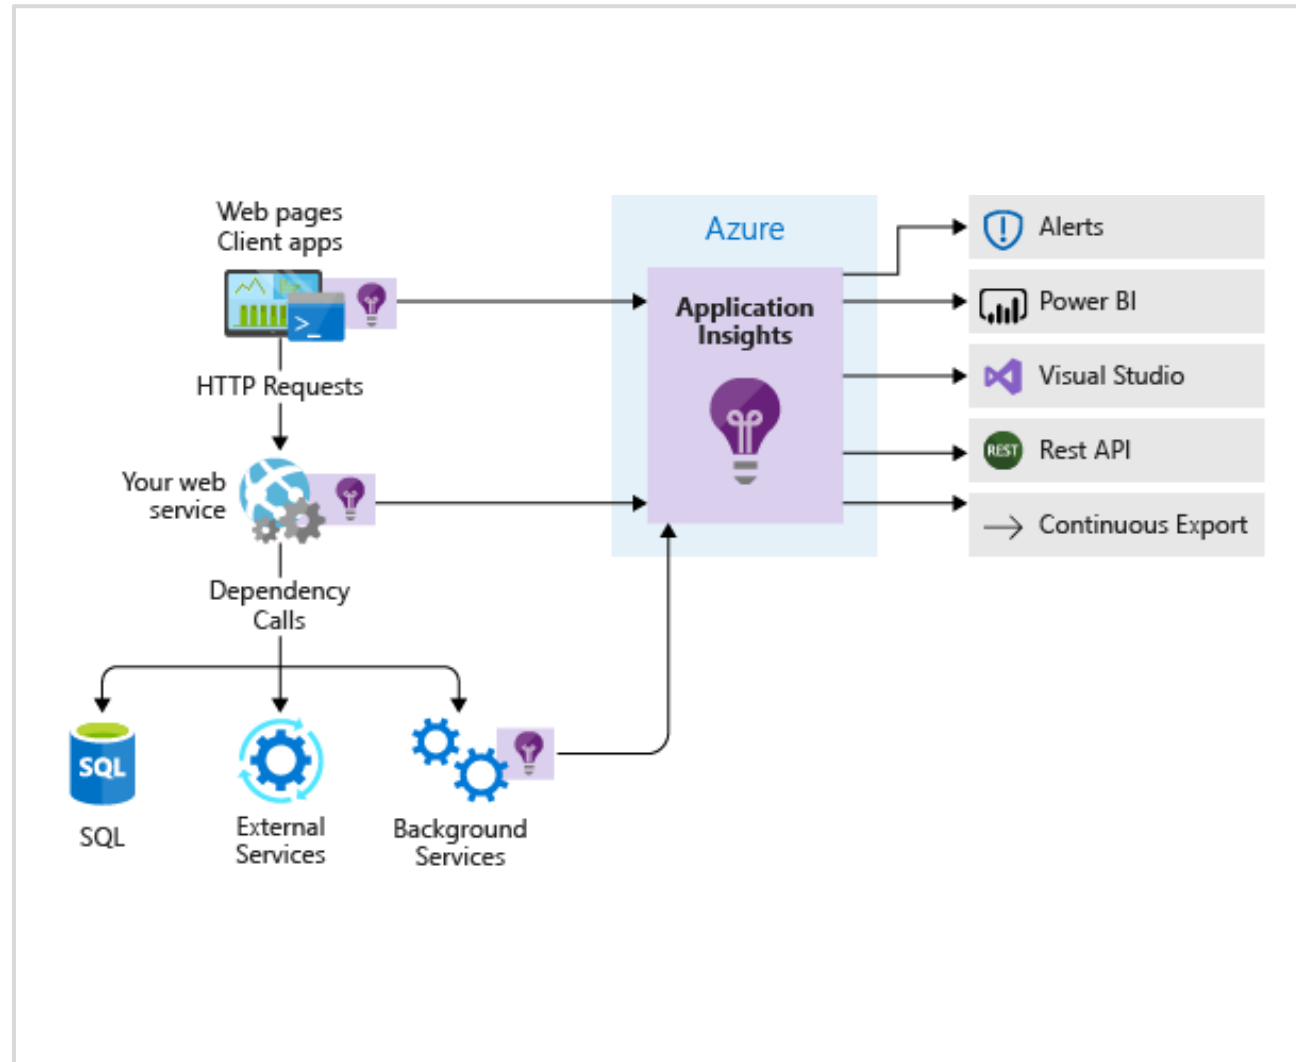 Web pages
Client apps
HTTP Requests
Your web
service
Dependency
Calls
SQL
SQL
External
Services
Background
Services
Azure
Application
Insights
Alerts
Power BI
Visual Studio
REST
Rest API
Continuous Export